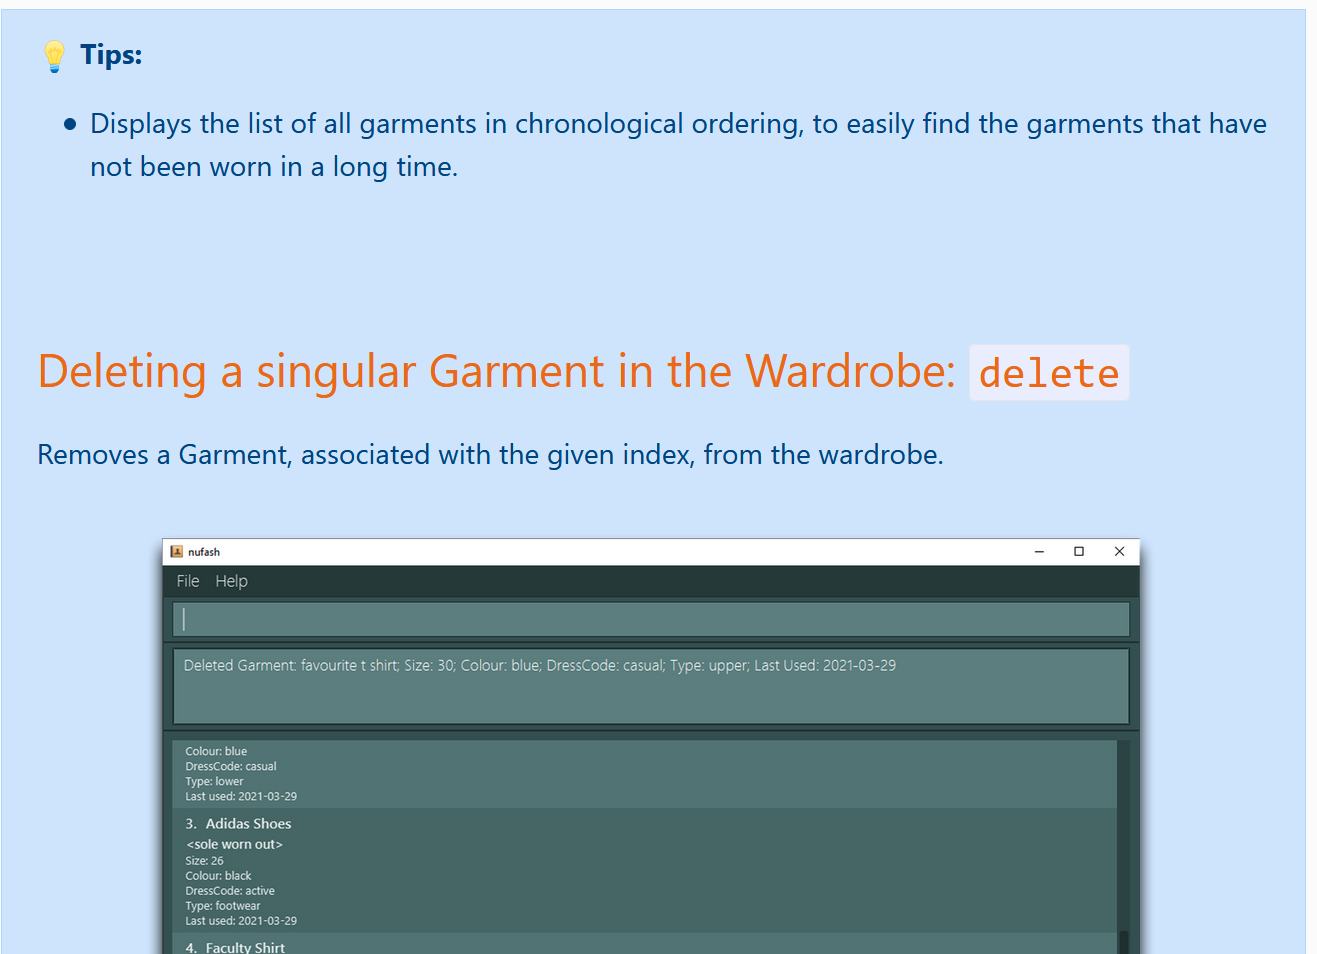 Tips:
Displays the list of all garments in chronological ordering, to easily find the garments that have
not been worn in a long time.
Deleting a singular Garment in the Wardrobe: delete
Removes a Garment, associated with the given index, from the wardrobe.
nufash
File Help
Deleted Garment: favourite t shirt; Size: 30; Colour: blue; DressCode: casual; Type: upper; Last Used: 2021-03-29
Colour: blue
DressCode: casual
Type: lower
Last used: 2021-03-29
3. Adidas Shoes
<sole worn out>
Size: 26
Colour: black
DressCode: active
Type: footwear
Last used: 2021-03-29
4. Faculty Shirt